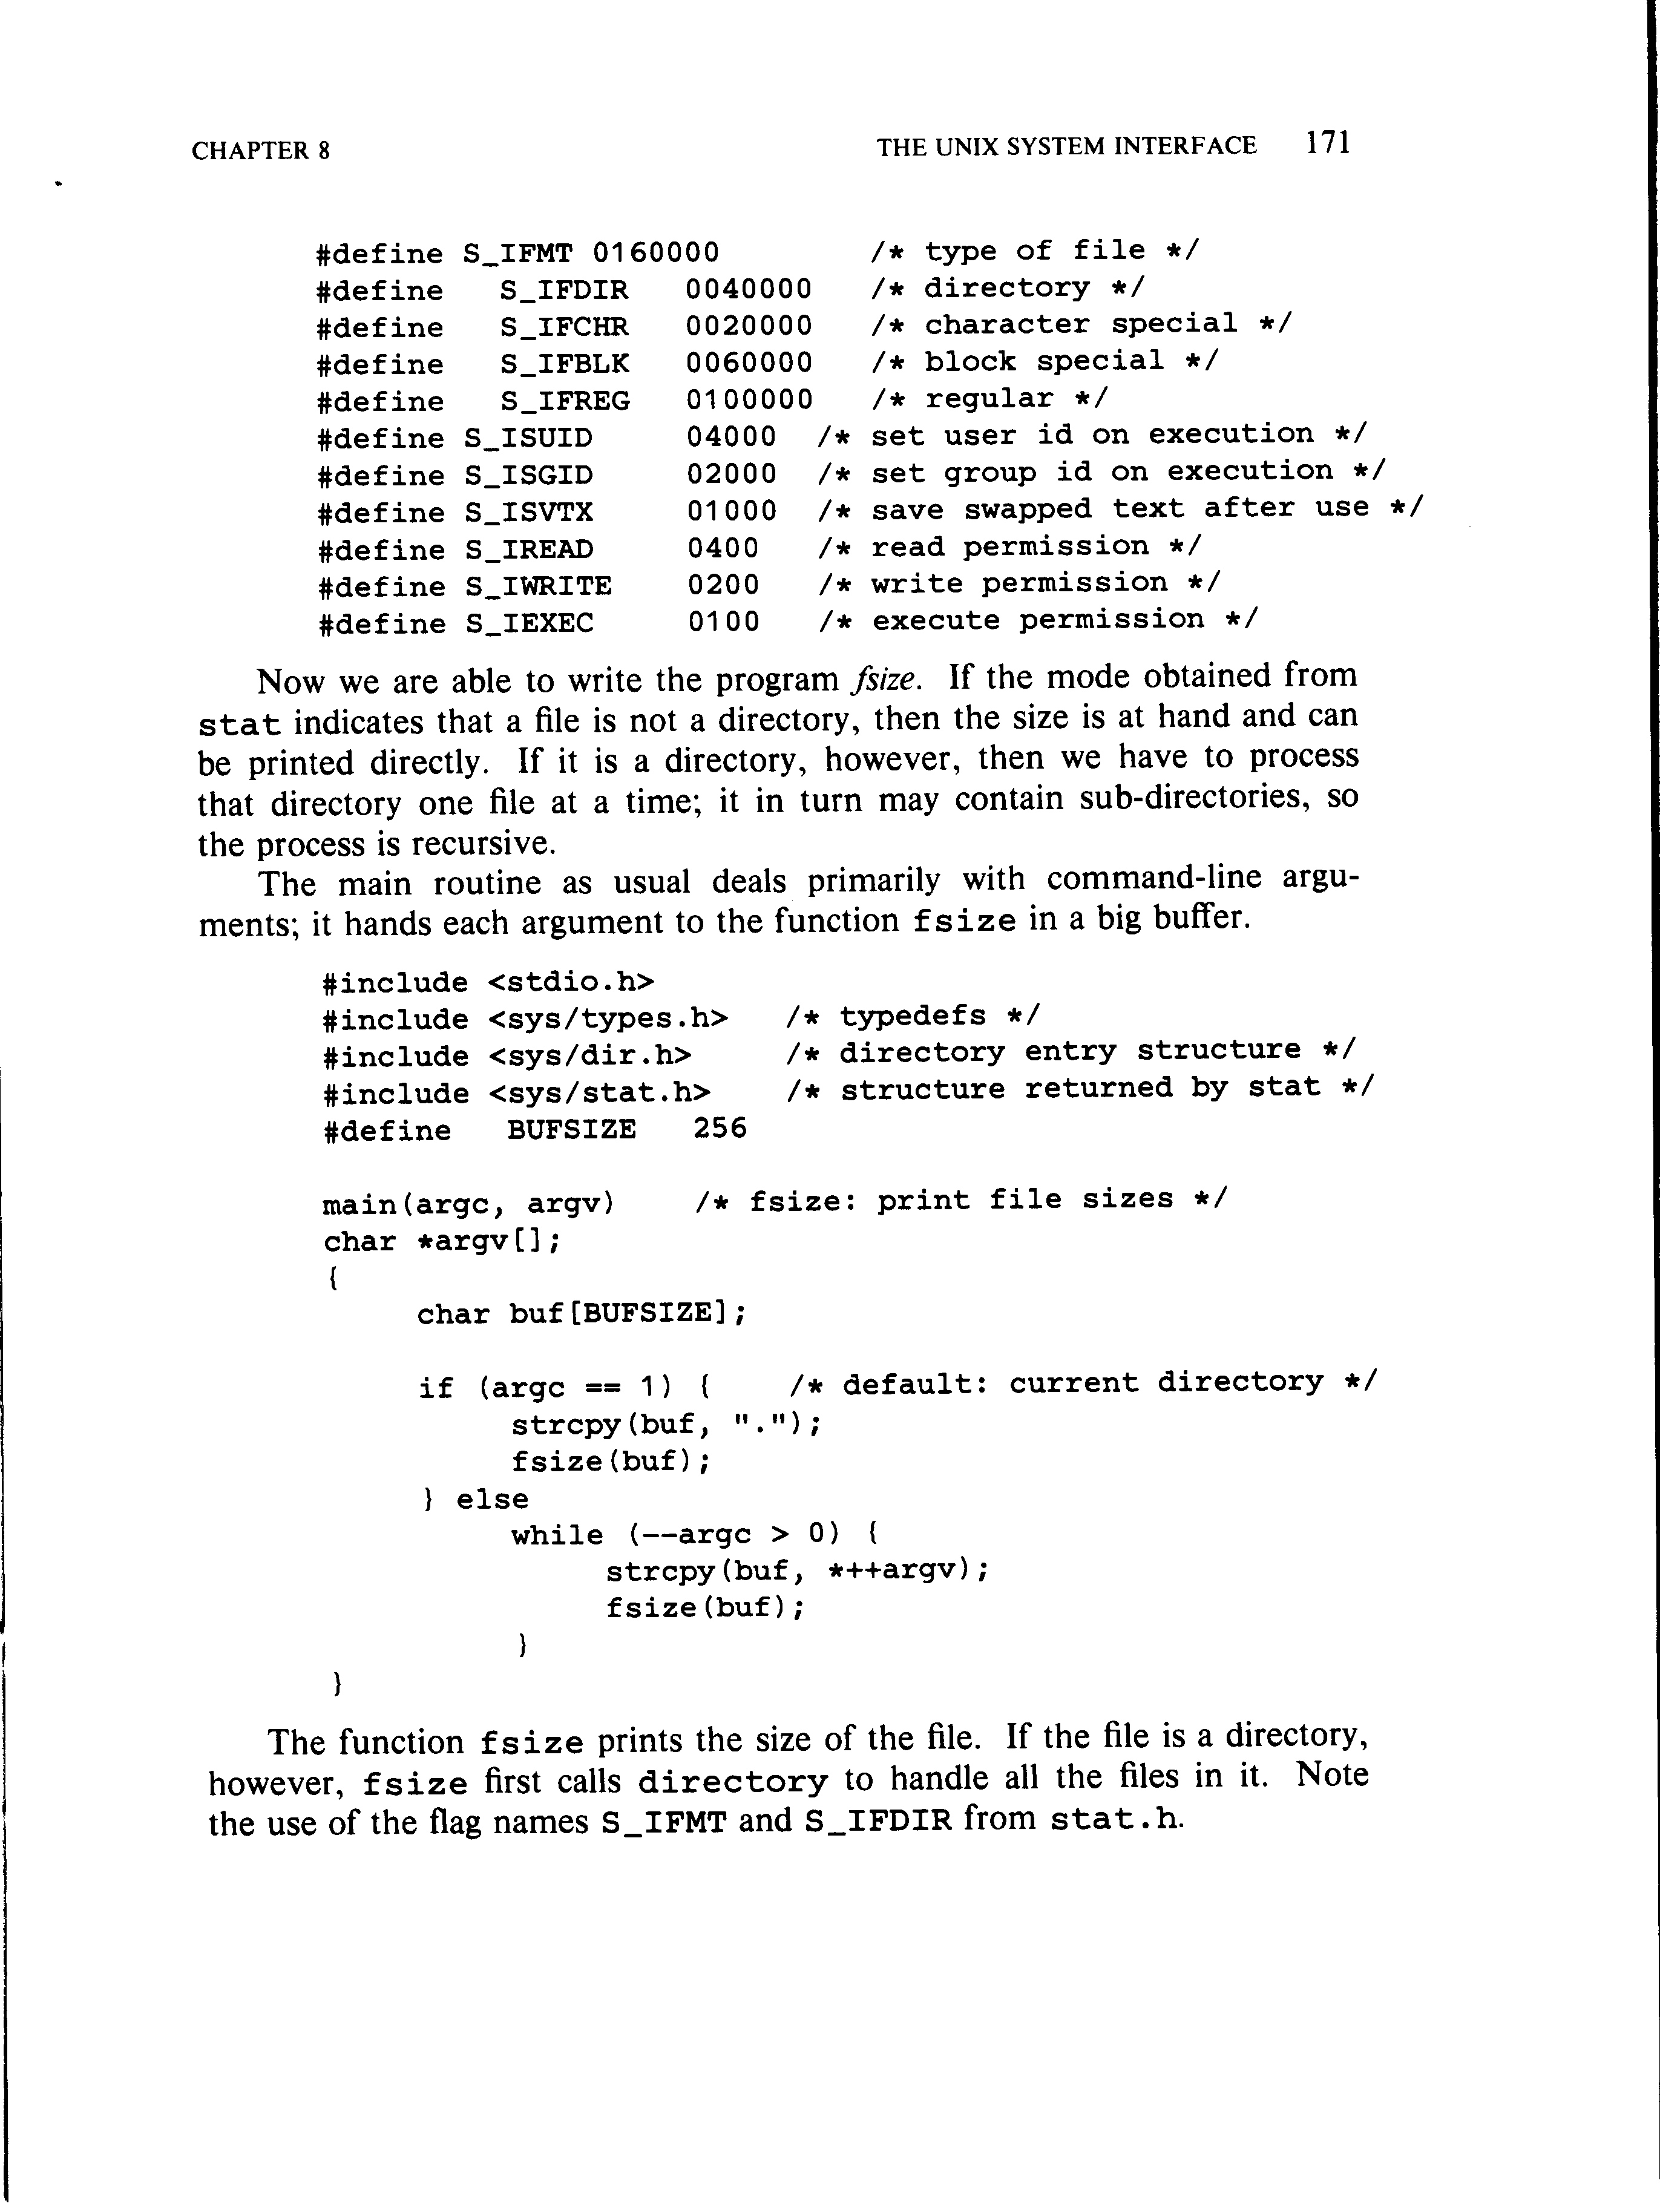 CHAPTER 8 THE UNIX SYSTEM INTERFACE 171
#define S_IFMT 0160000 /* type of file */
#define S_IFDIR 0040000 /* directory */
#define S_IFCHR 0020000 /* character special */
#define S_IFBLK 0060000 /* block special */
#define S_IFREG 0100000 /* regular */
#define S_ISUID 04000 /* set user id on execution */
#define S_ISGID 02000 /* set group id on execution */
#define S_ISVTX 01000 /* save swapped text after use */
#define S_IREAD 0400 /* read permission */
#define S_IWRITE 0200 /* write permission */
#define S_IEXEC 0100 /* execute permission */
Now we are able to write the program fsize. If the mode obtained from
stat indicates that a file is not a directory, then the size is at hand and can
be printed directly. If it is a directory, however, then we have to process
that directory one file at a time; it in turn may contain sub-directories, so
the process is recursive.
The main routine as usual deals primarily with command-line argu-
ments; it hands each argument to the function fsize in a big buffer.
#include <stdio.h>
#include <sys/types.h> /* typedefs */
#include <sys/dir.h> /* directory entry structure */
#include <sys/stat.h> /* structure returned by stat */
#define BUFSIZE 256
main(argc, argv) /* fsize: print file sizes */
char *argv[];
{
char buf[BUFSIZE];
if (argc == 1) { /* default: current directory */
strcpy(buf, ".");
fsize(buf);
} else
while (--argc > 0) {
strcpy(buf, *++argv);
fsize(buf);
}
}
The function fsize prints the size of the file. If the file is a directory,
however, fsize first calls directory to handle all the files in it. Note
the use of the flag names S_IFMT and S_IFDIR from stat.h.